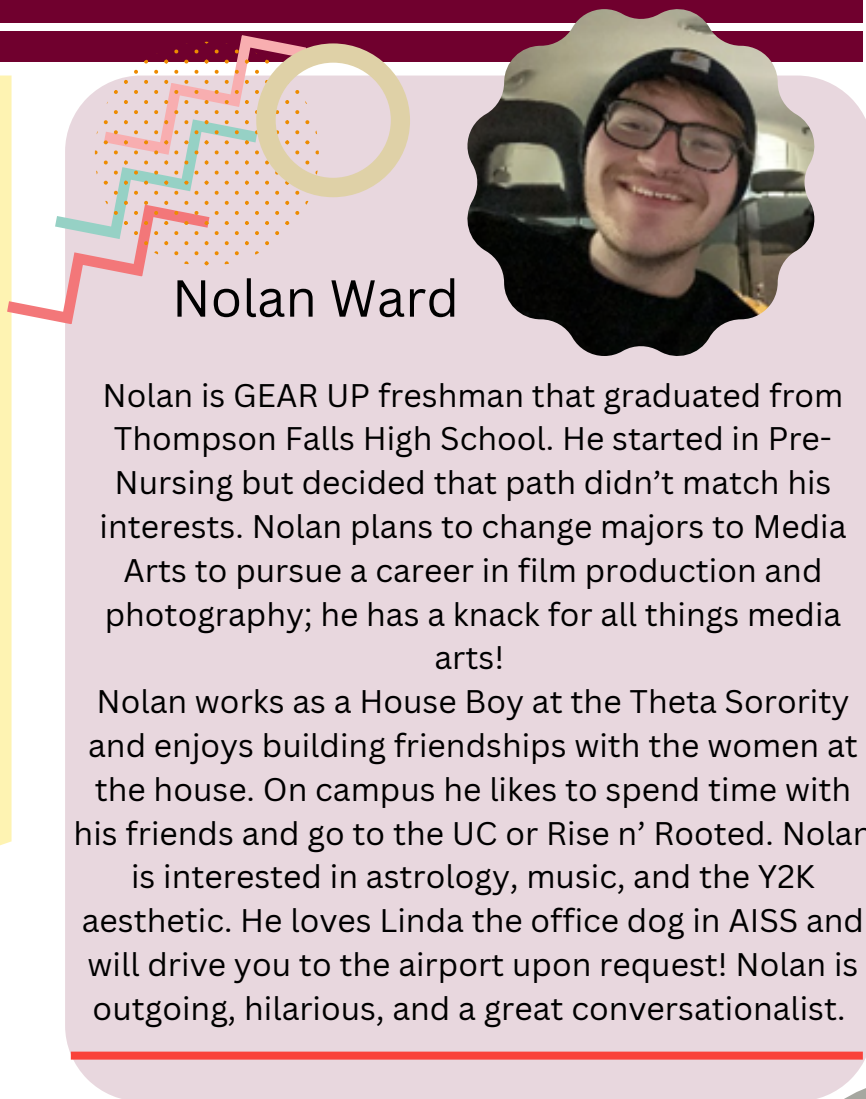 Nolan Ward
Nolan is GEAR UP freshman that graduated from
Thompson Falls High School. He started in Pre-
Nursing but decided that path didn’t match his
interests. Nolan plans to change majors to Media
Arts to pursue a career in film production and
photography; he has a knack for all things media
arts!
Nolan works as a House Boy at the Theta Sorority
and enjoys building friendships with the women at
the house. On campus he likes to spend time with
his friends and go to the UC or Rise n’ Rooted. Nolan
is interested in astrology, music, and the Y2K
aesthetic. He loves Linda the office dog in AISS and
will drive you to the airport upon request! Nolan is
outgoing, hilarious, and a great conversationalist.